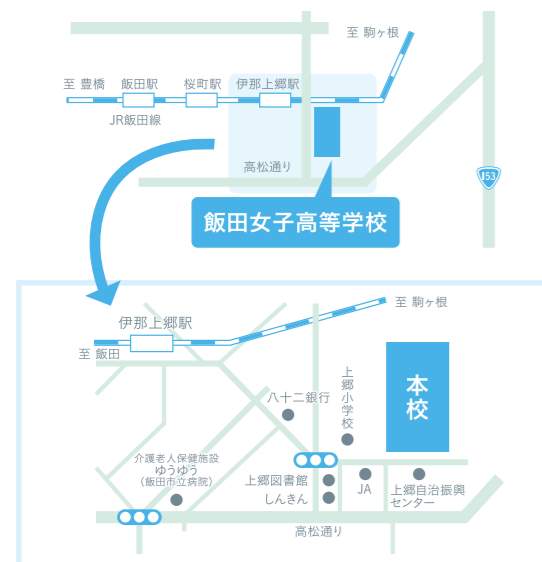 至 駒ヶ根
至 豊橋
飯田駅
桜町駅
伊那上郷駅
JR飯田線
高松通り
153
飯田女子高等学校
至 駒ヶ根
伊那上郷駅
至 飯田
本校
上郷小学校
八十二銀行
介護老人保健施設
ゆうゆう
（飯田市立病院）
上郷図書館
しんきん
JA
上郷自治振興
センター
高松通り